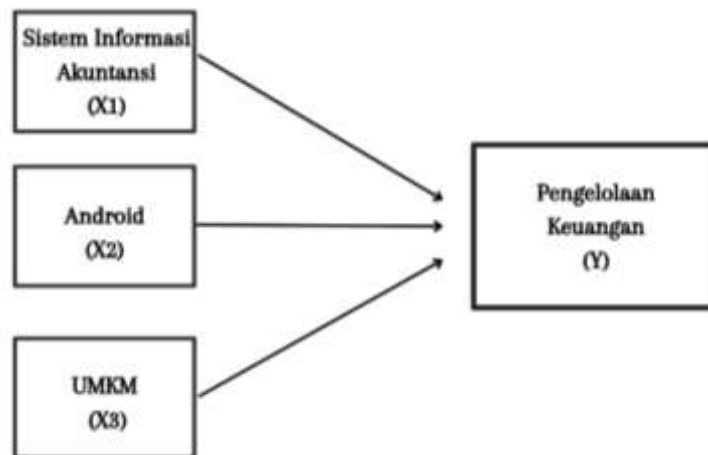 Sistem Informasi
Akuntansi
(X1)
Android
(X2)
UMKM
(X3)
Pengelolaan
Keuangan
(Y)